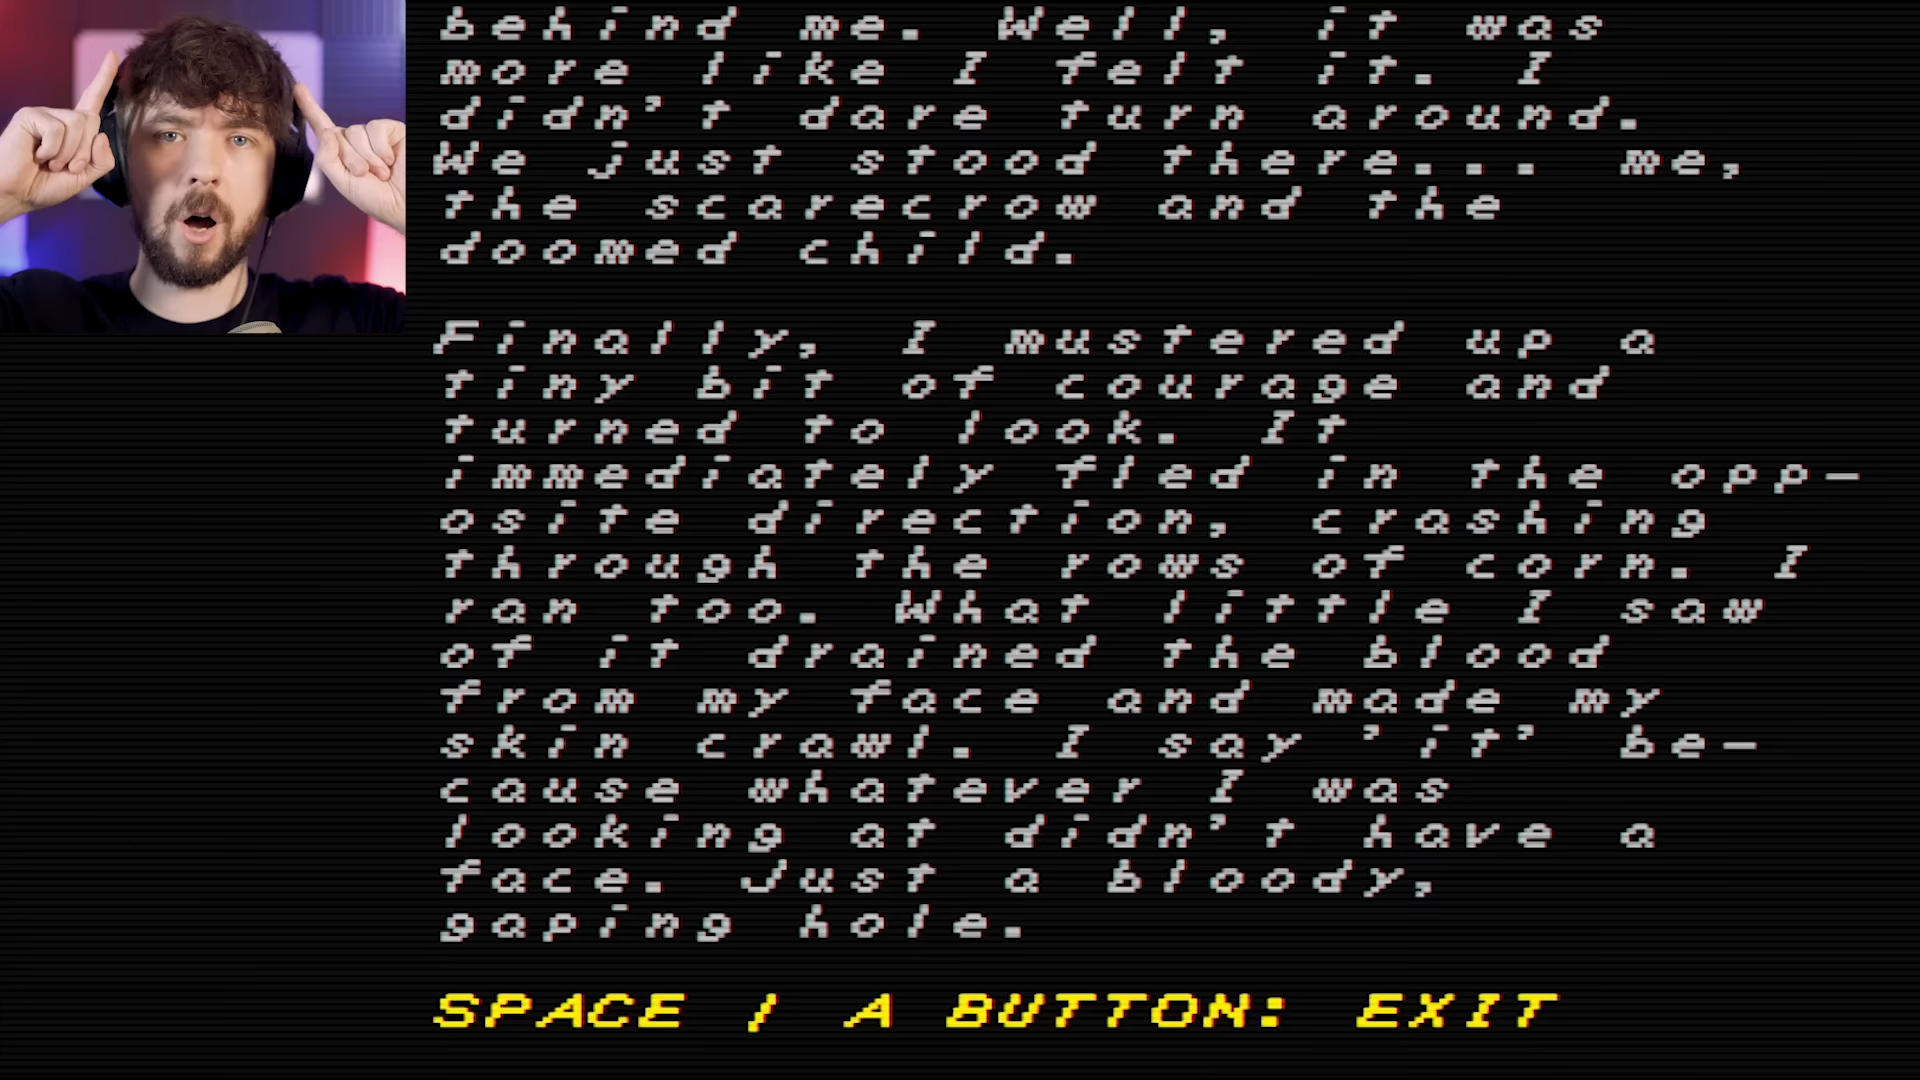 behind me. Well, it was
more like I felt it. I
didn't dare turn around.
We just stood there... me,
the scarecrow and the
doomed child.
Finally, I mustered up a
tiny bit of courage and
turned to look. It
immediately fled in the opp-
osite direction, crashing
through the rows of corn. I
ran too. What little I saw
of it drained the blood
from my face and made my
skin crawl. I say 'it' be-
cause whatever I was
looking at didn't have a
face. Just a bloody,
gaping hole.
SPACE / A BUTTON: EXIT